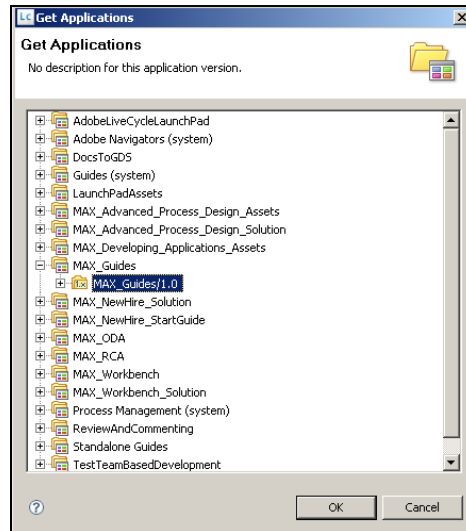 LC Get Applications
Get Applications
No description for this application version.
AdobeLiveCycleLaunchPad
Adobe Navigators (system)
DocsToGDS
Guides (system)
LaunchPadAssets
MAX_Advanced_Process_Design_Assets
MAX_Advanced_Process_Design_Solution
MAX_Developing_Applications_Assets
MAX_Guides
1.x MAX_Guides/1.0
MAX_NewHire_Solution
MAX_NewHire_StartGuide
MAX_ODA
MAX_RCA
MAX_Workbench
MAX_Workbench_Solution
Process Management (system)
ReviewAndCommenting
Standalone Guides
TestTeamBasedDevelopment
? OK Cancel